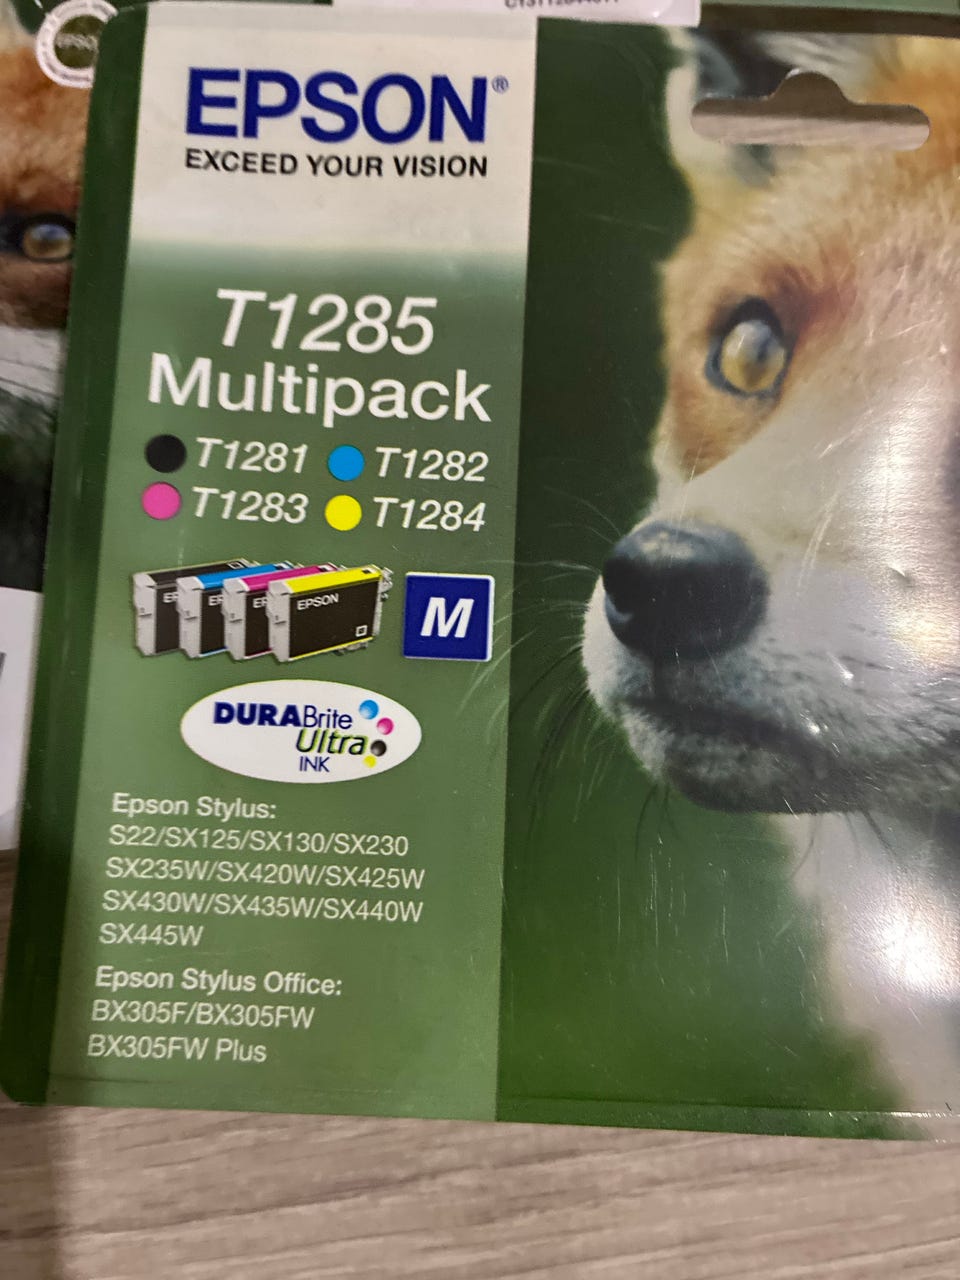 EPSON®
EXCEED YOUR VISION
T1285
Multipack
T1281 T1282
T1283 T1284
EPSON
M
DURABrite
Ultra
INK
Epson Stylus:
S22/SX125/SX130/SX230
SX235W/SX420W/SX425W
SX430W/SX435W/SX440W
SX445W
Epson Stylus Office:
BX305F/BX305FW
BX305FW Plus